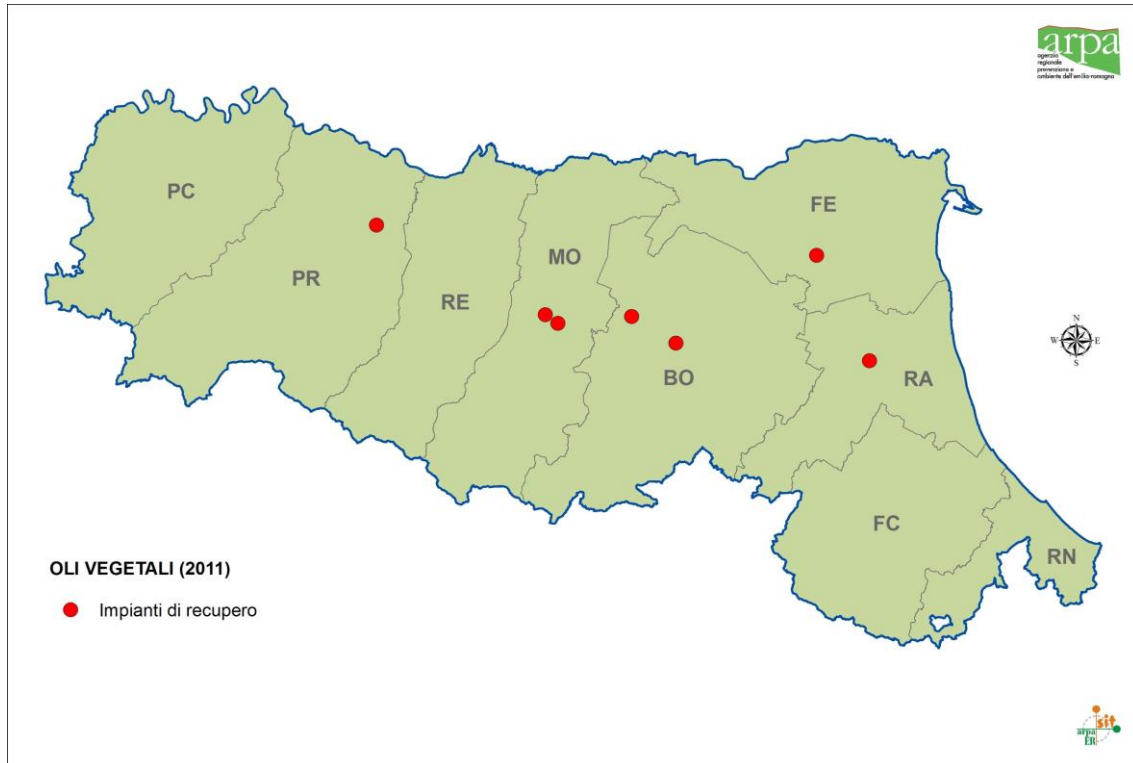 arpa
agenzia
regionale
prevenzione e
ambiente dell'emilia-romagna
PC
FE
MO
PR
RE
BO
RA
N
W E
S
FC
RN
OLI VEGETALI (2011)
Impianti di recupero
sit
arpa
ER